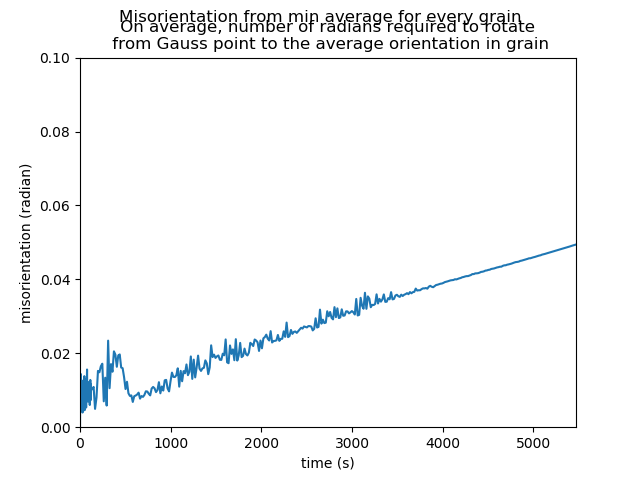 Misorientation from min average for every grain
On average, number of radians required to rotate
from Gauss point to the average orientation in grain
0.10
0.08
0.06
0.04
0.02
0.00
misorientation (radian)
0 1000 2000 3000 4000 5000
time (s)